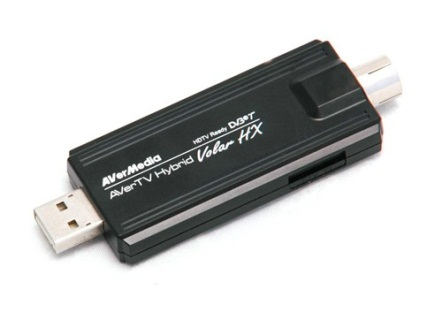 HDTV Ready DVB-T
AVerMedia
AVerTV Hybrid Volar HX